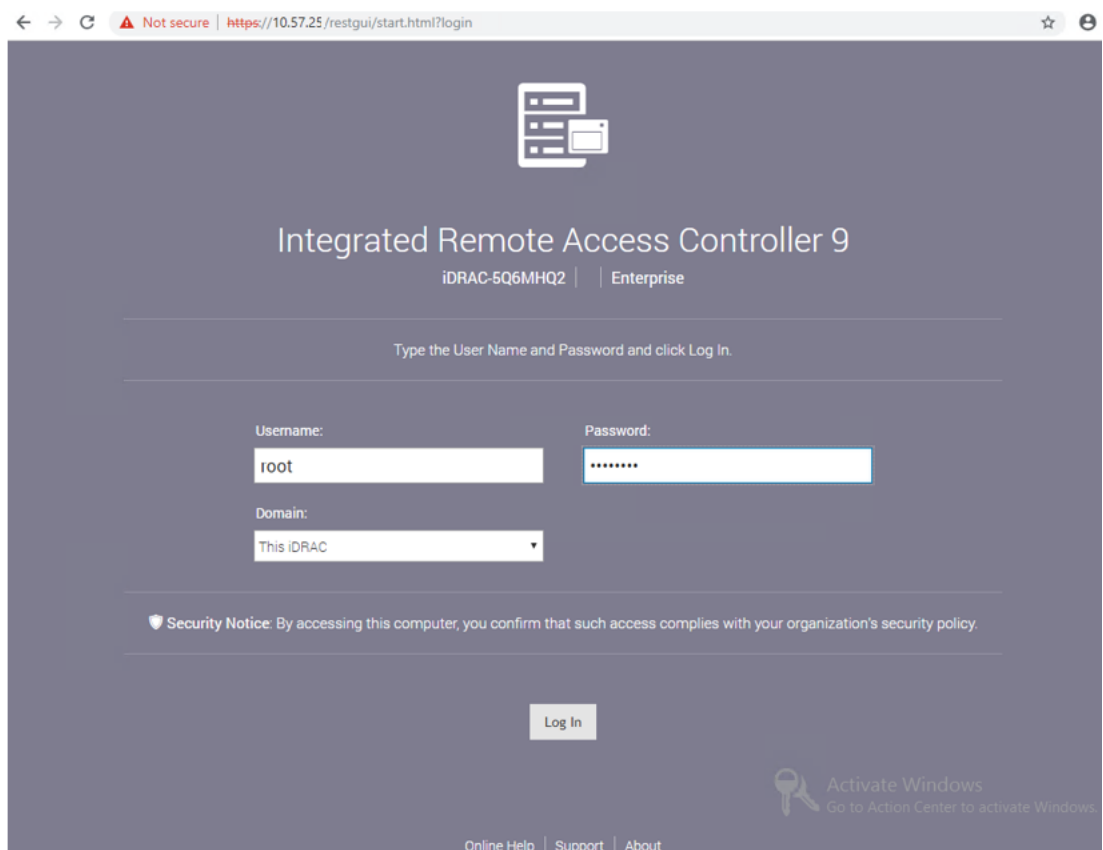 Not secure | https://10.57.25/restgui/start.html?login
Integrated Remote Access Controller 9
iDRAC-5Q6MHQ2 | | Enterprise
Type the User Name and Password and click Log In.
Username:
Password:
root
••••••••
Domain:
This iDRAC
Security Notice: By accessing this computer, you confirm that such access complies with your organization's security policy.
Log In
Activate Windows
Go to Action Center to activate Windows.
Online Help | Support | About